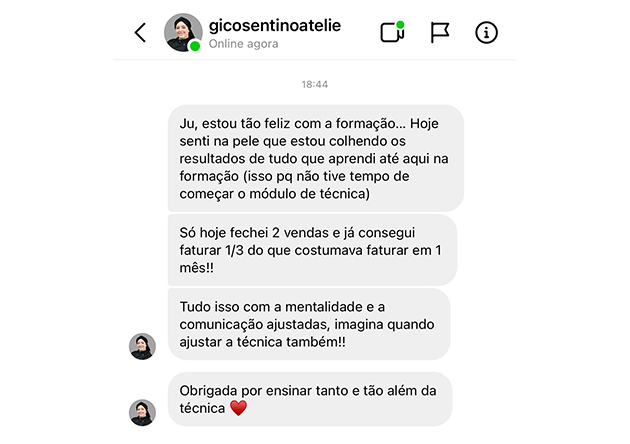 gicosentinoatelie
Online agora
18:44
Ju, estou tão feliz com a formação... Hoje
senti na pele que estou colhendo os
resultados de tudo que aprendi até aqui na
formação (isso pq não tive tempo de
começar o módulo de técnica)
Só hoje fechei 2 vendas e já consegui
faturar 1/3 do que costumava faturar em 1
mês!!
Tudo isso com a mentalidade e a
comunicação ajustadas, imagina quando
ajustar a técnica também!!
Obrigada por ensinar tanto e tão além da
técnica ♥️